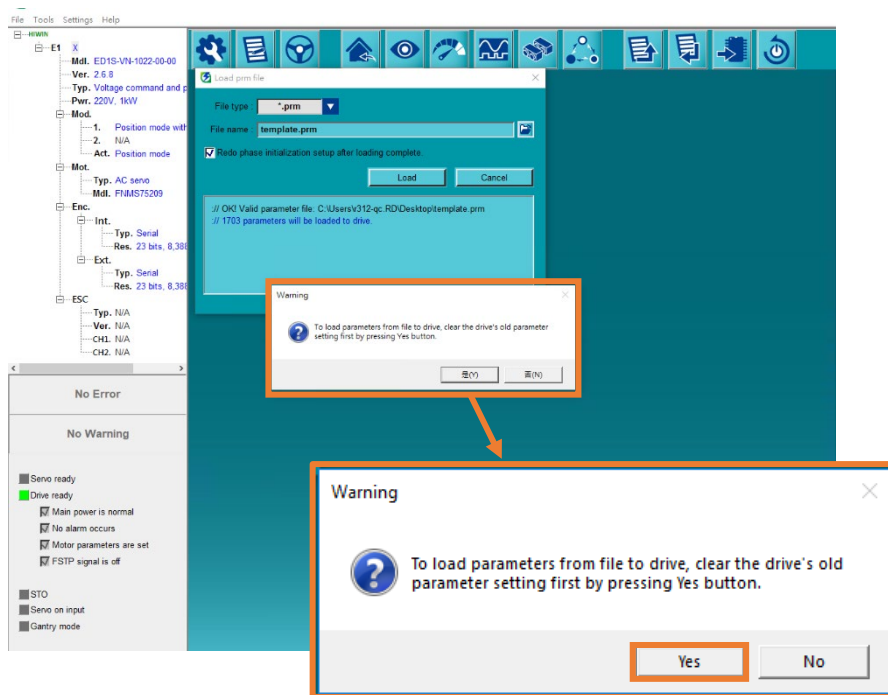 File Tools Settings Help
HIWIN
E1 X
Mdl. ED1S-VN-1022-00-00
Ver. 2.6.8
Typ. Voltage command and p
Pwr. 220V, 1kW
Mod.
1. Position mode with
2. N/A
Act. Position mode
Mot.
Typ. AC servo
Mdl. FNMS75209
Enc.
Int.
Typ. Serial
Res. 23 bits, 8,388
Ext.
Typ. Serial
Res. 23 bits, 8,388
ESC
Typ. N/A
Ver. N/A
CH1. N/A
CH2. N/A
No Error
No Warning
Servo ready
Drive ready
Main power is normal
No alarm occurs
Motor parameters are set
FSTP signal is off
STO
Servo on input
Gantry mode
Load prm file
File type : *.prm
File name : template.prm
Redo phase initialization setup after loading complete.
Load Cancel
:// OK! Valid parameter file: C:\Users\r312-qc.RD\Desktop\template.prm
:// 1703 parameters will be loaded to drive.
Warning
To load parameters from file to drive, clear the drive's old parameter
setting first by pressing Yes button.
是(Y) 否(N)
Warning
To load parameters from file to drive, clear the drive's old
parameter setting first by pressing Yes button.
Yes No